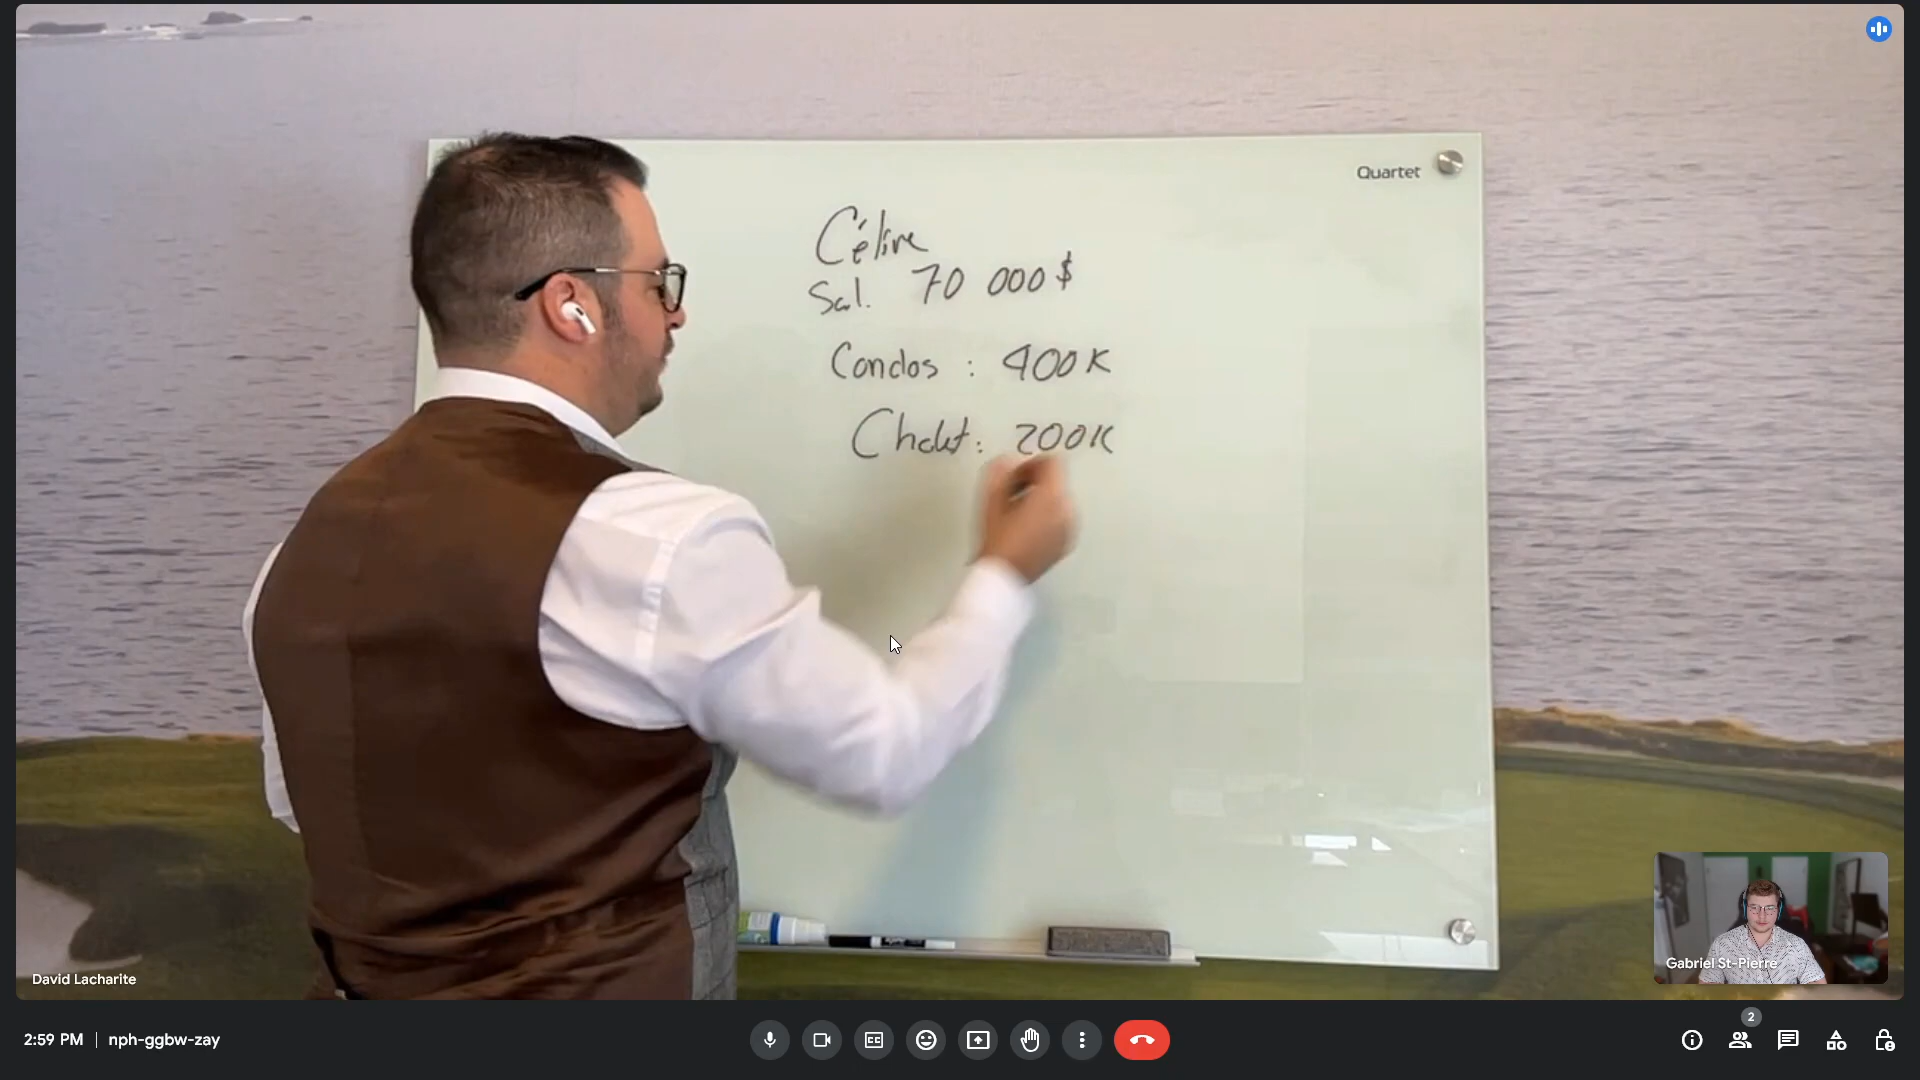 Quartet
Céline
Sal. 70 000$
Condos : 400K
Chalet : 200K
David Lacharite
Gabriel St-Pierre
2:59 PM | nph-ggbw-zay
2